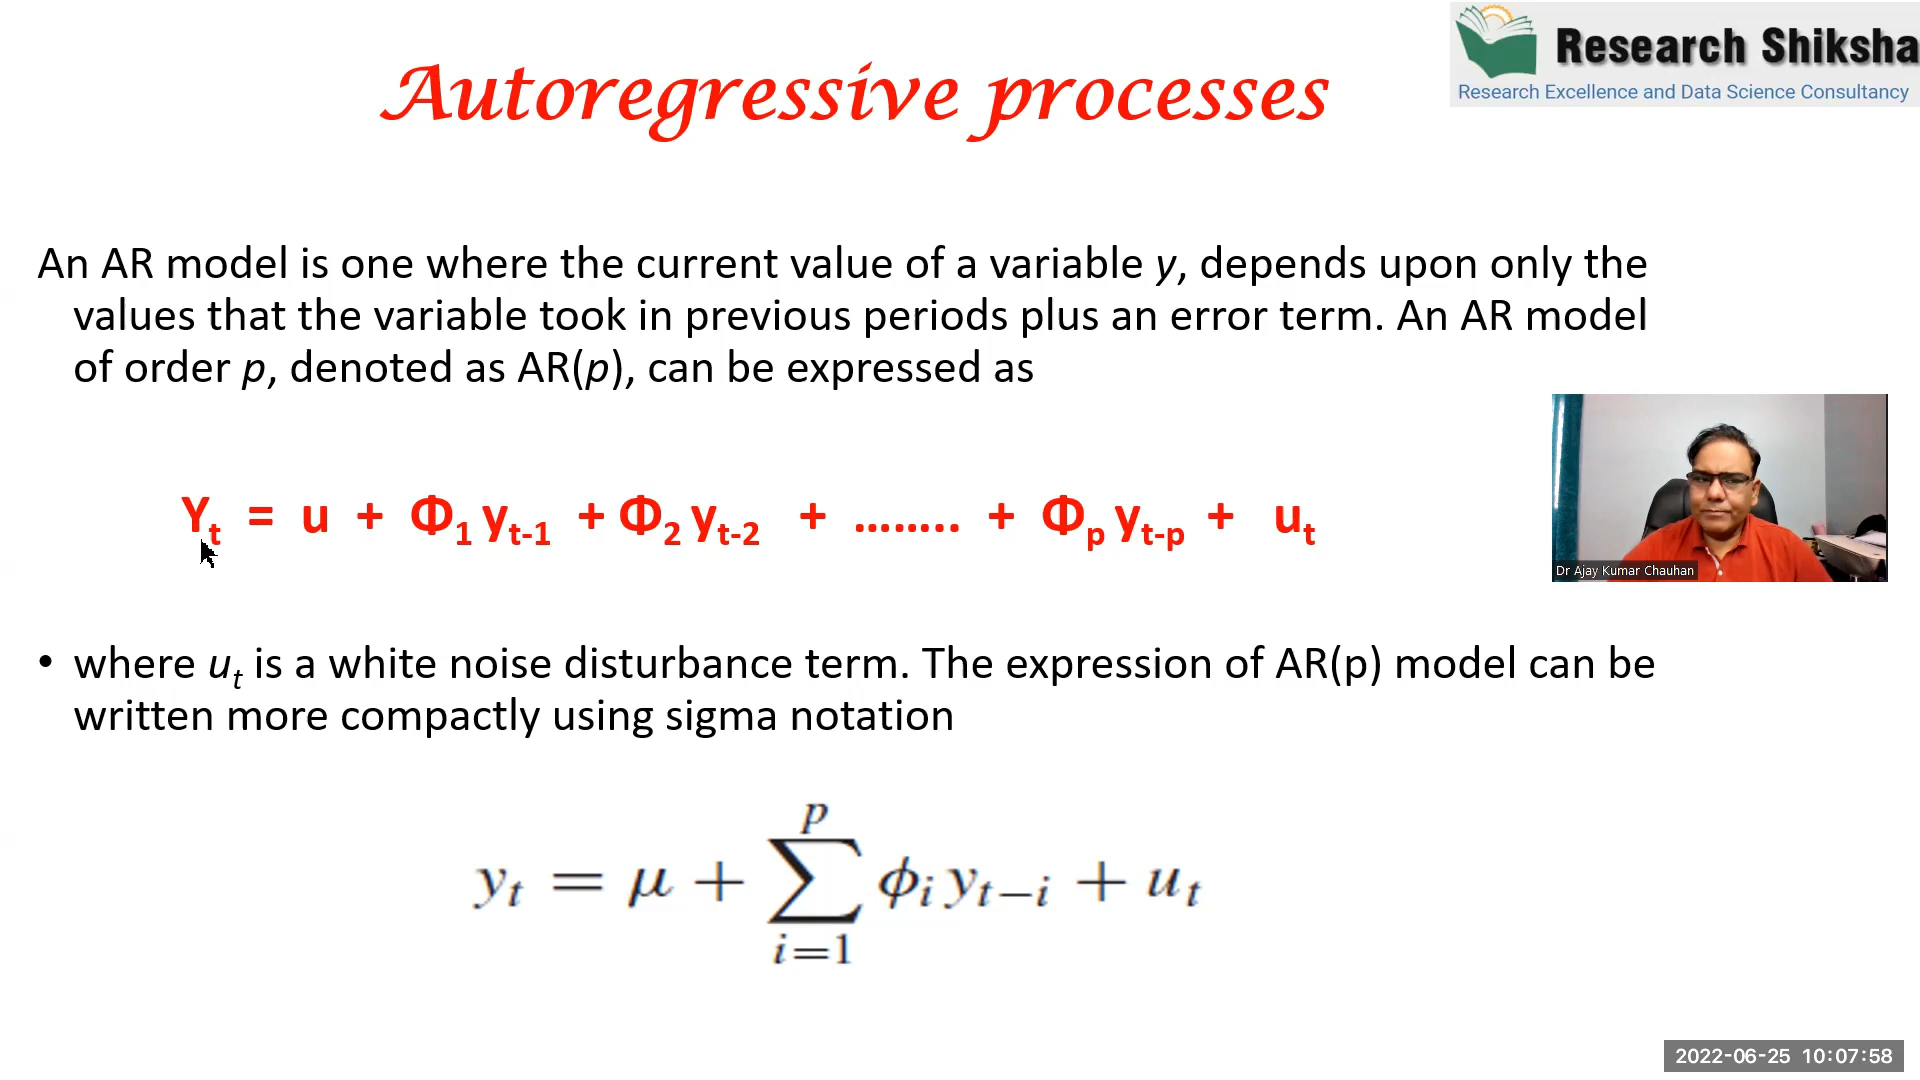 Research Shiksha
Research Excellence and Data Science Consultancy
Autoregressive processes
An AR model is one where the current value of a variable y, depends upon only the
values that the variable took in previous periods plus an error term. An AR model
of order p, denoted as AR(p), can be expressed as
Yₜ = u + Φ₁ yₜ₋₁ + Φ₂ yₜ₋₂ + …….. + Φₚ yₜ₋ₚ + uₜ
Dr Ajay Kumar Chauhan
• where uₜ is a white noise disturbance term. The expression of AR(p) model can be
written more compactly using sigma notation
p
yₜ = μ + ∑ ϕᵢ yₜ₋ᵢ + uₜ
i=1
2022-06-25 10:07:58